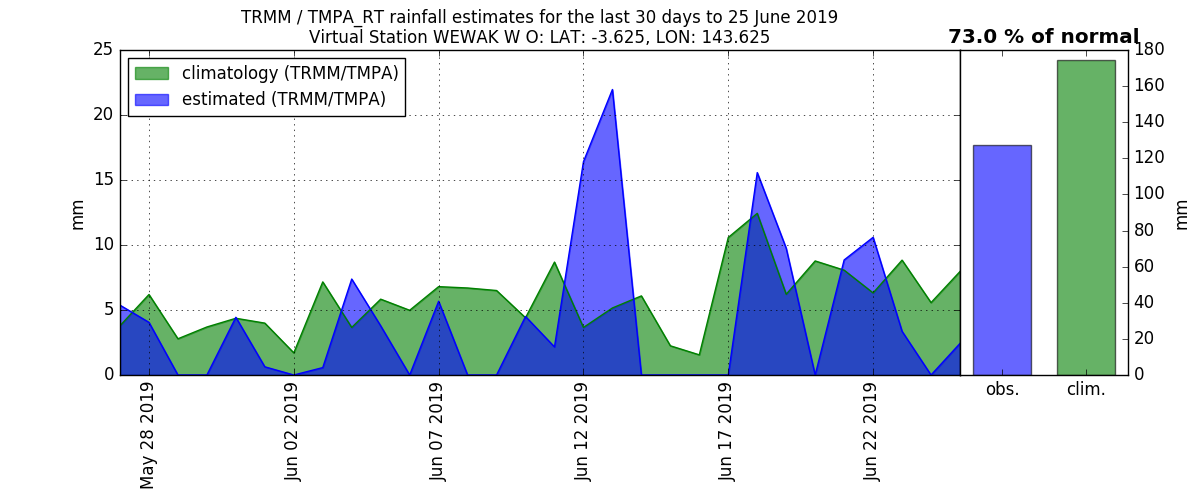 TRMM / TMPA_RT rainfall estimates for the last 30 days to 25 June 2019
Virtual Station WEWAK W O: LAT: -3.625, LON: 143.625
73.0 % of normal
climatology (TRMM/TMPA)
estimated (TRMM/TMPA)
25
20
15
10
5
0
mm
May 28 2019
Jun 02 2019
Jun 07 2019
Jun 12 2019
Jun 17 2019
Jun 22 2019
obs.
clim.
180
160
140
120
100
80
60
40
20
0
mm